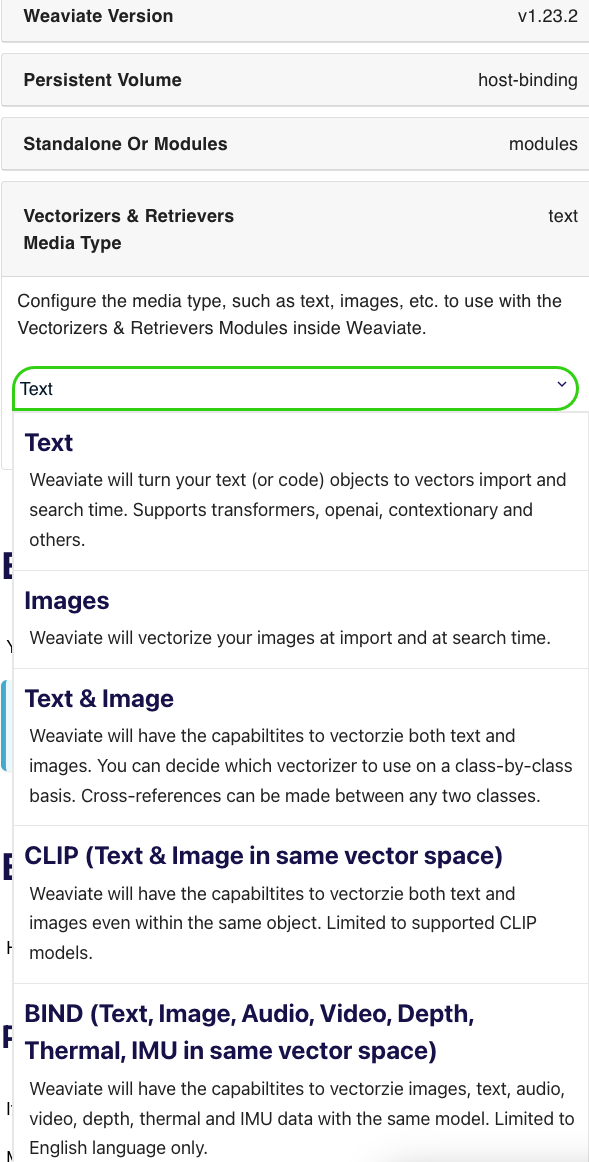 Weaviate Version v1.23.2
Persistent Volume host-binding
Standalone Or Modules modules
Vectorizers & Retrievers text
Media Type
Configure the media type, such as text, images, etc. to use with the
Vectorizers & Retrievers Modules inside Weaviate.
Text
Text
Weaviate will turn your text (or code) objects to vectors import and
search time. Supports transformers, openai, contextionary and
others.
Images
Weaviate will vectorize your images at import and at search time.
Text & Image
Weaviate will have the capabiltites to vectorzie both text and
images. You can decide which vectorizer to use on a class-by-class
basis. Cross-references can be made between any two classes.
CLIP (Text & Image in same vector space)
Weaviate will have the capabiltites to vectorzie both text and
images even within the same object. Limited to supported CLIP
models.
BIND (Text, Image, Audio, Video, Depth,
Thermal, IMU in same vector space)
Weaviate will have the capabiltites to vectorzie images, text, audio,
video, depth, thermal and IMU data with the same model. Limited to
English language only.